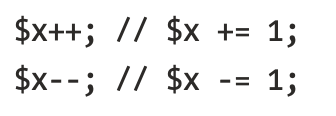 $x++; // $x += 1;
$x--; // $x -= 1;